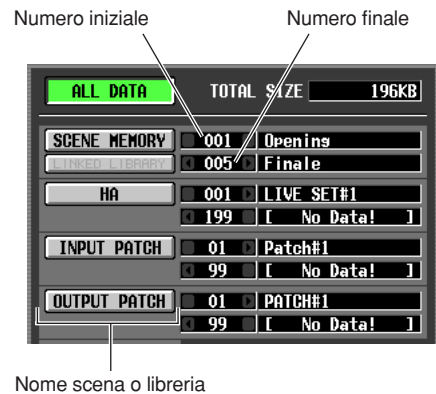 Numero iniziale Numero finale
ALL DATA TOTAL SIZE 196KB
SCENE MEMORY 001 Opening
LINKED LIBRARY 005 Finale
HA 001 LIVE SET#1
199 [ No Data! ]
INPUT PATCH 01 Patch#1
99 [ No Data! ]
OUTPUT PATCH 01 PATCH#1
99 [ No Data! ]
Nome scena o libreria